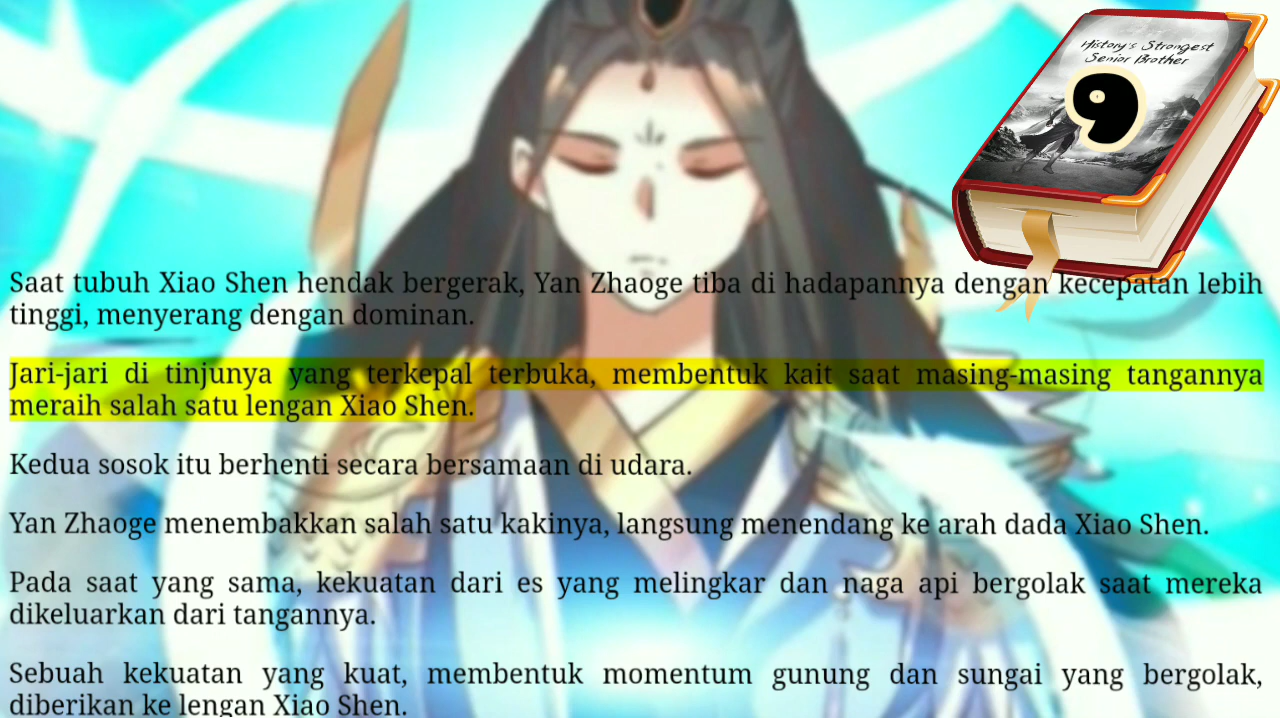 History's Strongest
Senior Brother
9
Saat tubuh Xiao Shen hendak bergerak, Yan Zhaoge tiba di hadapannya dengan kecepatan lebih
tinggi, menyerang dengan dominan.
Jari-jari di tinjunya yang terkepal terbuka, membentuk kait saat masing-masing tangannya
meraih salah satu lengan Xiao Shen.
Kedua sosok itu berhenti secara bersamaan di udara.
Yan Zhaoge menembakkan salah satu kakinya, langsung menendang ke arah dada Xiao Shen.
Pada saat yang sama, kekuatan dari es yang melingkar dan naga api bergolak saat mereka
dikeluarkan dari tangannya.
Sebuah kekuatan yang kuat, membentuk momentum gunung dan sungai yang bergolak,
diberikan ke lengan Xiao Shen.